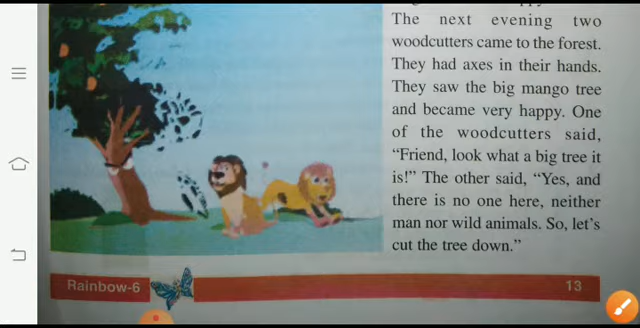 The next evening two
woodcutters came to the forest.
They had axes in their hands.
They saw the big mango tree
and became very happy. One
of the woodcutters said,
“Friend, look what a big tree it
is!” The other said, “Yes, and
there is no one here, neither
man nor wild animals. So, let’s
cut the tree down.”
Rainbow-6
13